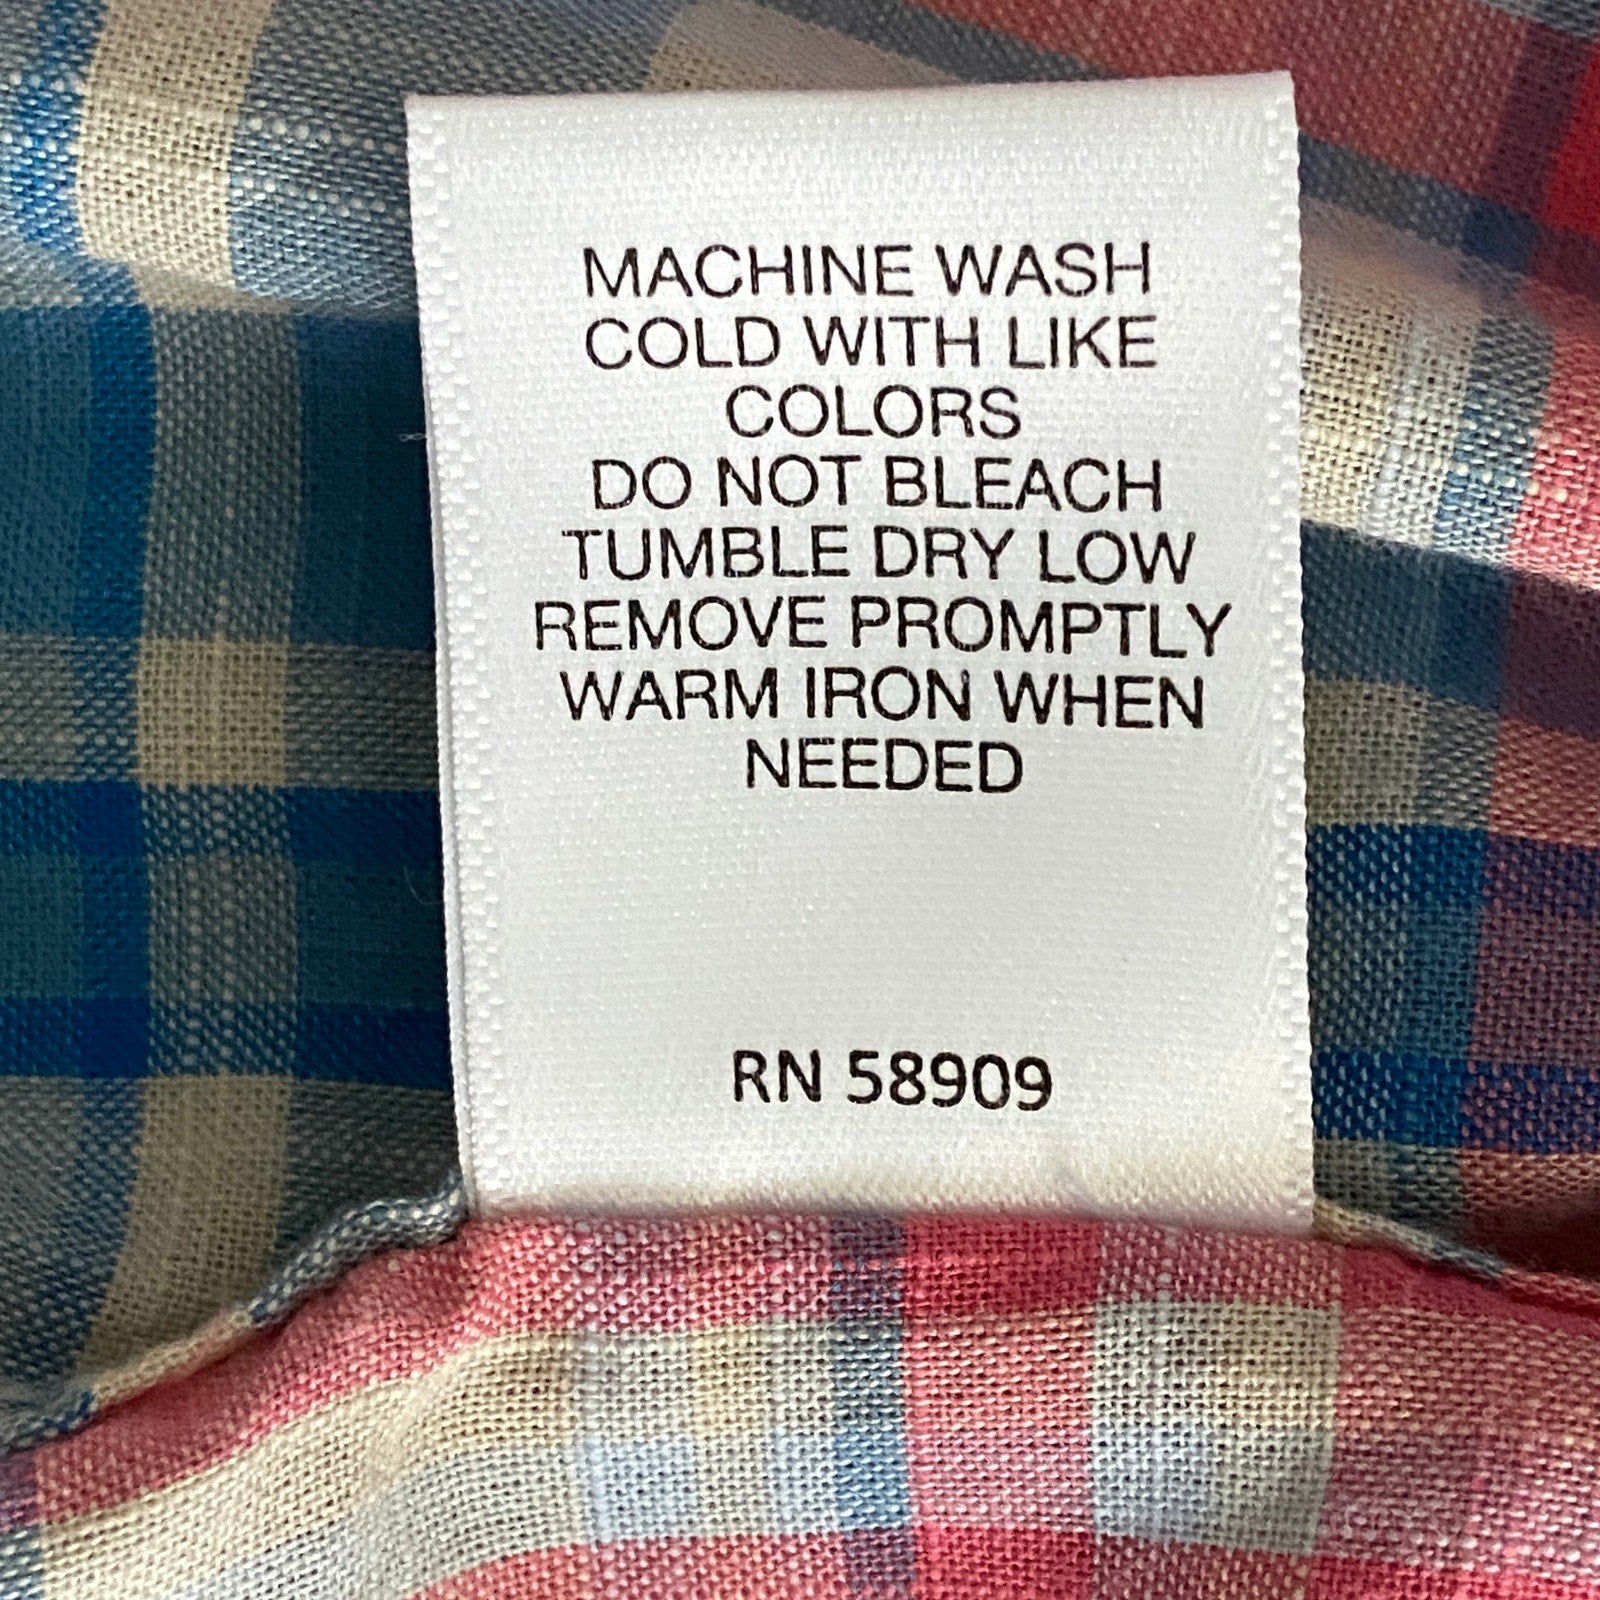 MACHINE WASH
COLD WITH LIKE
COLORS
DO NOT BLEACH
TUMBLE DRY LOW
REMOVE PROMPTLY
WARM IRON WHEN
NEEDED
RN 58909